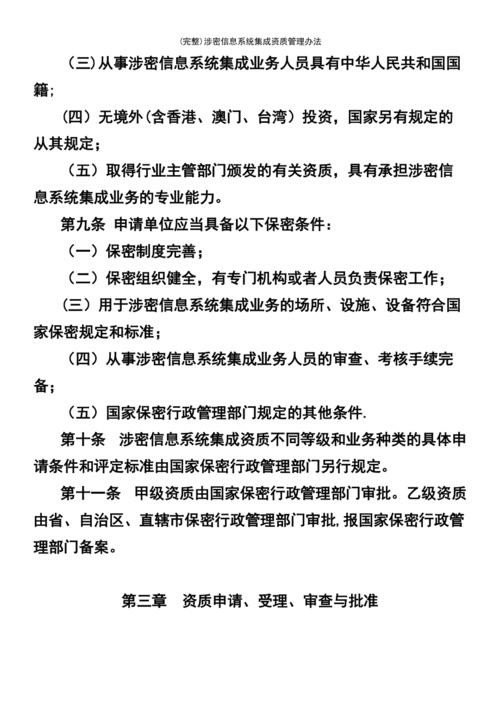 (完整)涉密信息系统集成资质管理办法
（三)从事涉密信息系统集成业务人员具有中华人民共和国国
籍;
(四）无境外(含香港、澳门、台湾）投资，国家另有规定的
从其规定；
（五）取得行业主管部门颁发的有关资质，具有承担涉密信
息系统集成业务的专业能力。
第九条 申请单位应当具备以下保密条件：
（一）保密制度完善；
（二）保密组织健全，有专门机构或者人员负责保密工作；
(三）用于涉密信息系统集成业务的场所、设施、设备符合国
家保密规定和标准；
（四）从事涉密信息系统集成业务人员的审查、考核手续完
备；
（五）国家保密行政管理部门规定的其他条件.
第十条 涉密信息系统集成资质不同等级和业务种类的具体申
请条件和评定标准由国家保密行政管理部门另行规定。
第十一条 甲级资质由国家保密行政管理部门审批。乙级资质
由省、自治区、直辖市保密行政管理部门审批,报国家保密行政管
理部门备案。
第三章 资质申请、受理、审查与批准